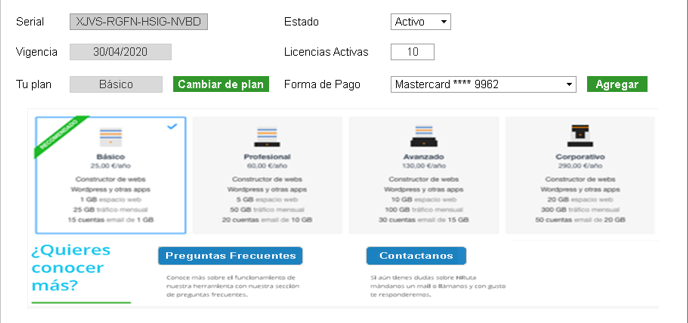 Serial XJVS-RGFN-HSIG-NVBD Estado Activo
Vigencia 30/04/2020 Licencias Activas 10
Tu plan Básico Cambiar de plan Forma de Pago Mastercard **** 9962 Agregar
RECOMENDADO
Básico
25,00 €/año
Constructor de webs
Wordpress y otras apps
1 GB espacio web
25 GB tráfico mensual
15 cuentas email de 1 GB
Profesional
60,00 €/año
Constructor de webs
Wordpress y otras apps
5 GB espacio web
50 GB tráfico mensual
20 cuentas email de 10 GB
Avanzado
130,00 €/año
Constructor de webs
Wordpress y otras apps
10 GB espacio web
100 GB tráfico mensual
30 cuentas email de 15 GB
Corporativo
290,00 €/año
Constructor de webs
Wordpress y otras apps
20 GB espacio web
300 GB tráfico mensual
50 cuentas email de 20 GB
¿Quieres
conocer
más?
Preguntas Frecuentes
Conoce más sobre el funcionamiento de
nuestra herramienta con nuestra sección
de preguntas frecuentes.
Contactanos
Si aún tienes dudas sobre
mándanos un mail o llámanos y con gusto
te responderemos.